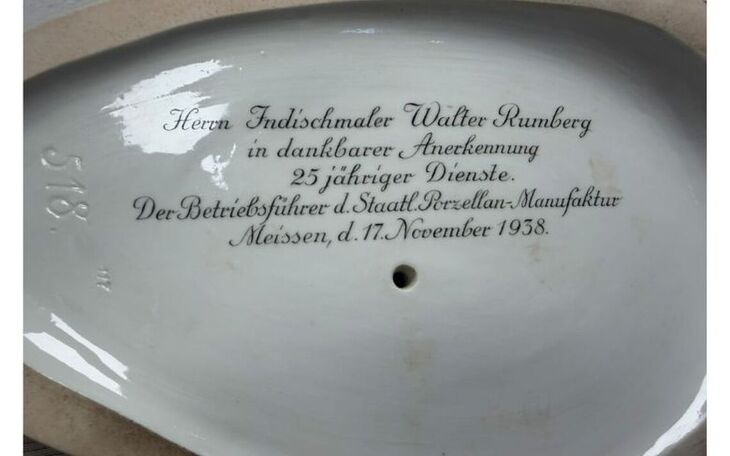 Herrn Indischmaler Walter Rumberg
in dankbarer Anerkennung
25 jähriger Dienste.
Der Betriebsführer d. Staatl. Porzellan-Manufaktur
Meissen, d. 17. November 1938.
518.